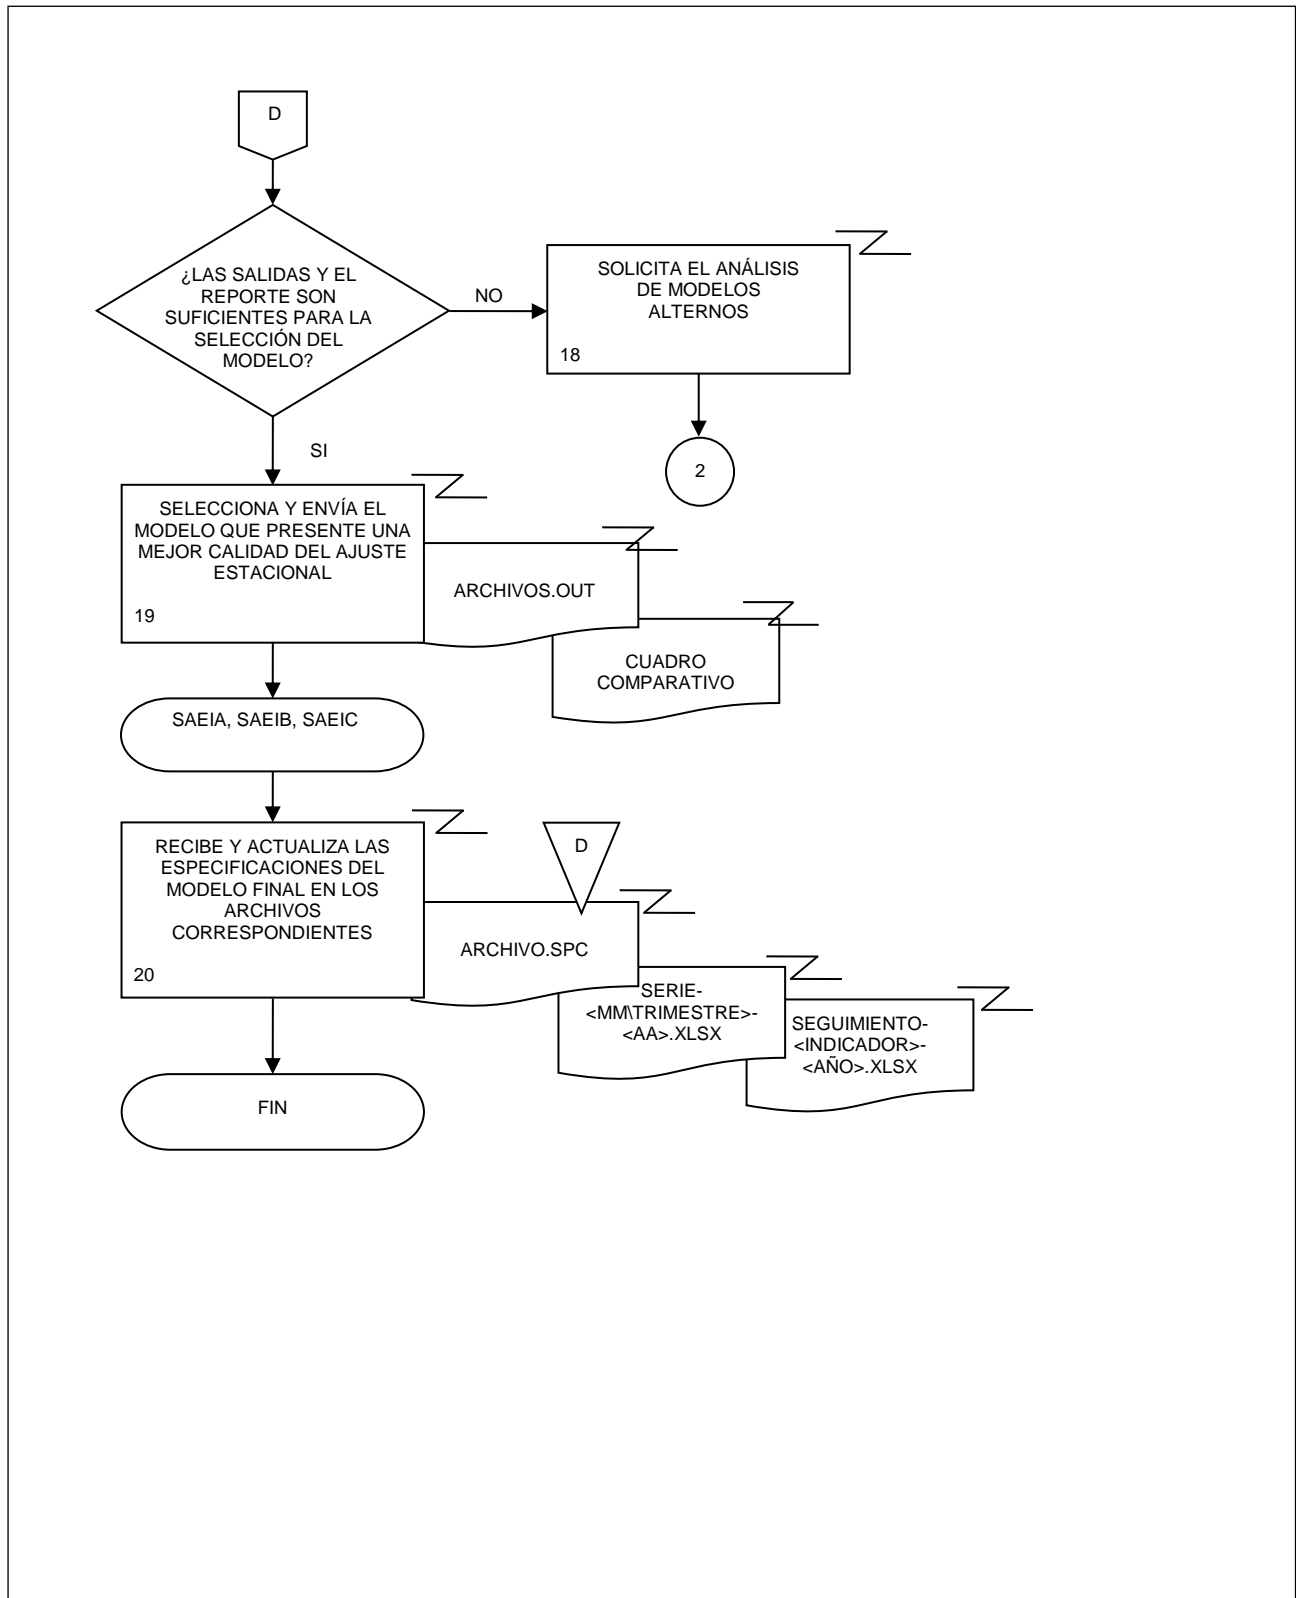 D
¿LAS SALIDAS Y EL
REPORTE SON
SUFICIENTES PARA LA
SELECCIÓN DEL
MODELO?
NO
SOLICITA EL ANÁLISIS
DE MODELOS
ALTERNOS
18
2
SI
SELECCIONA Y ENVÍA EL
MODELO QUE PRESENTE UNA
MEJOR CALIDAD DEL AJUSTE
ESTACIONAL
19
ARCHIVOS.OUT
CUADRO
COMPARATIVO
SAEIA, SAEIB, SAEIC
RECIBE Y ACTUALIZA LAS
ESPECIFICACIONES DEL
MODELO FINAL EN LOS
ARCHIVOS
CORRESPONDIENTES
20
D
ARCHIVO.SPC
SERIE-
<MM\TRIMESTRE>-
<AA>.XLSX
SEGUIMIENTO-
<INDICADOR>-
<AÑO>.XLSX
FIN